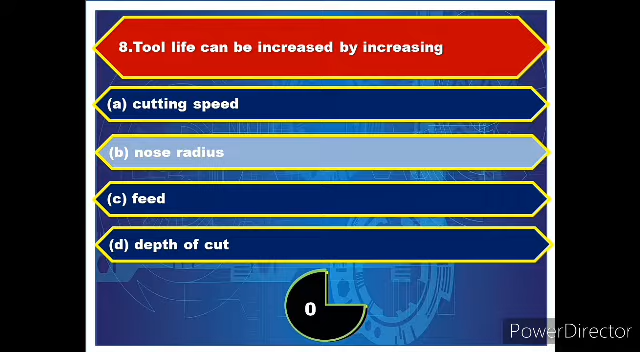 8.Tool life can be increased by increasing
(a) cutting speed
(b) nose radius
(c) feed
(d) depth of cut
0
PowerDirector